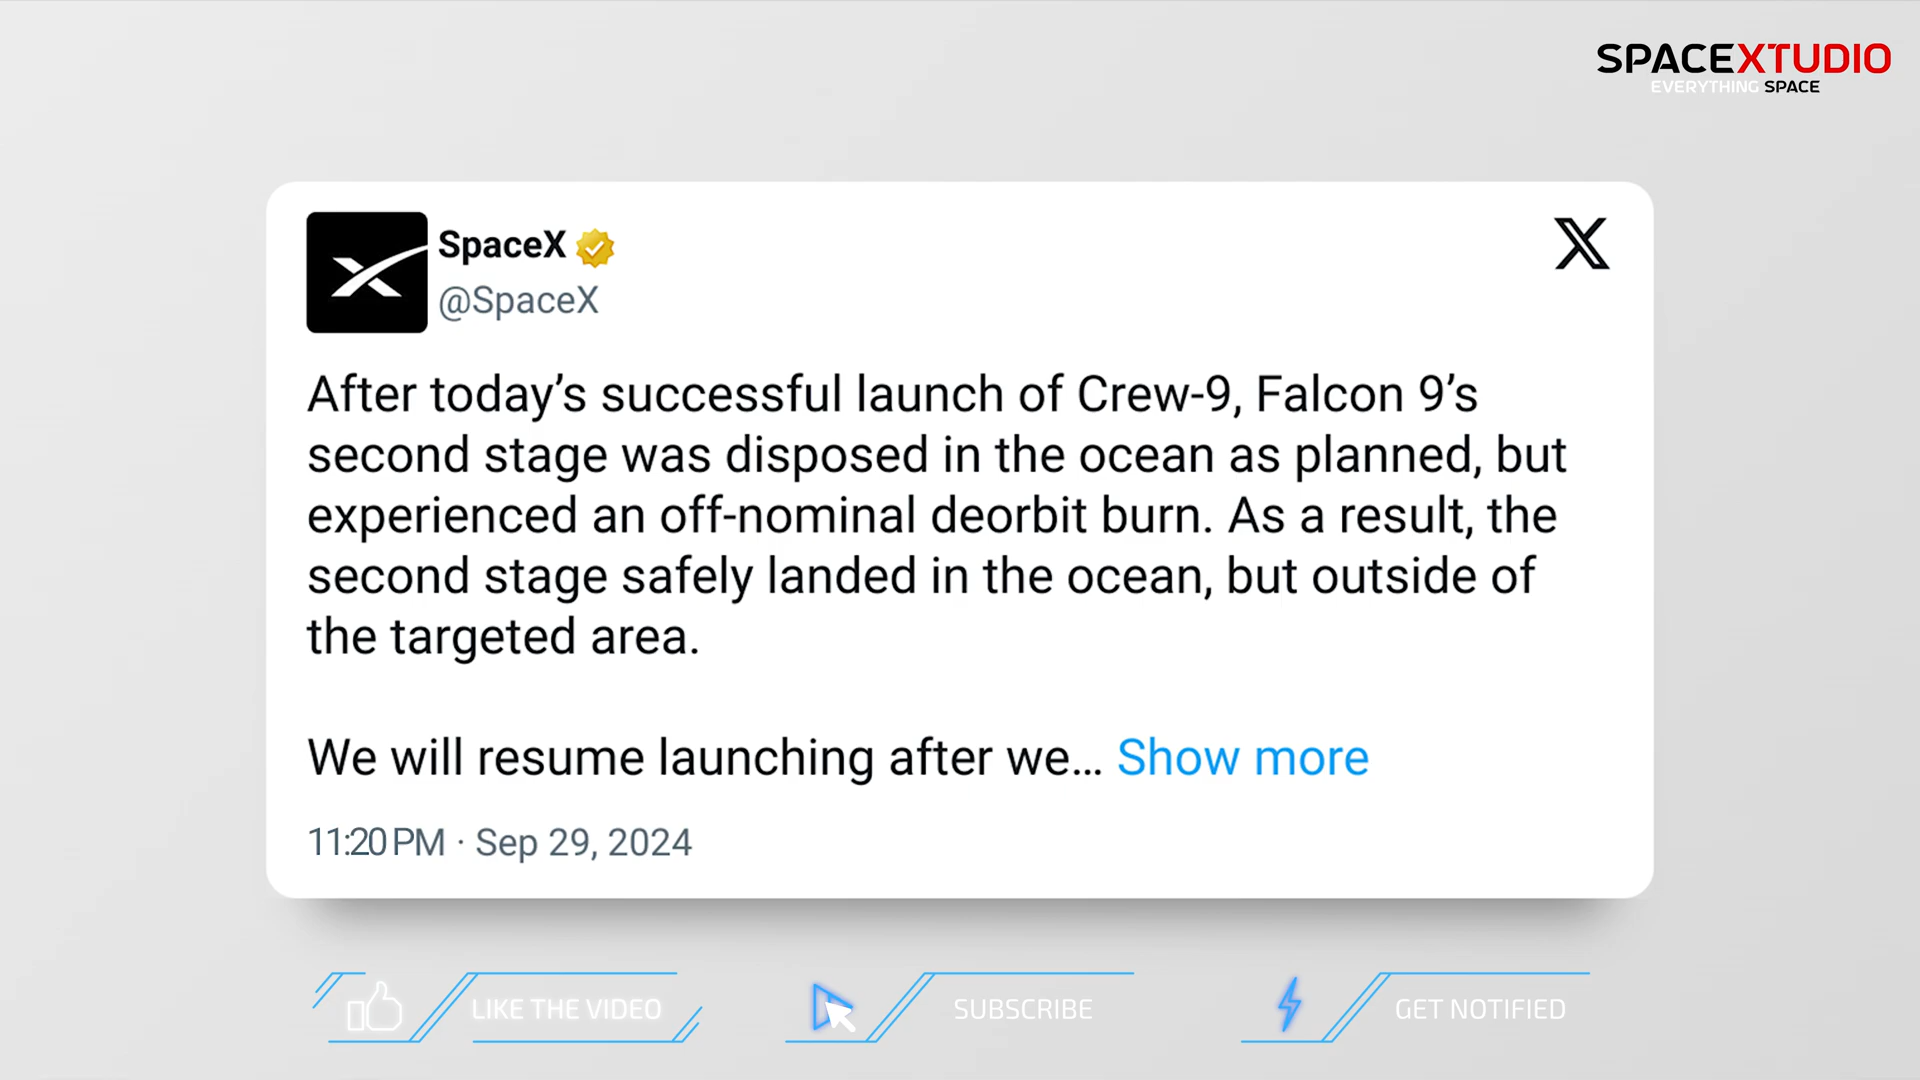 SPACEXTUDIO
EVERYTHING SPACE
SpaceX
@SpaceX
After today’s successful launch of Crew-9, Falcon 9’s
second stage was disposed in the ocean as planned, but
experienced an off-nominal deorbit burn. As a result, the
second stage safely landed in the ocean, but outside of
the targeted area.
We will resume launching after we... Show more
11:20 PM · Sep 29, 2024
LIKE THE VIDEO
SUBSCRIBE
GET NOTIFIED